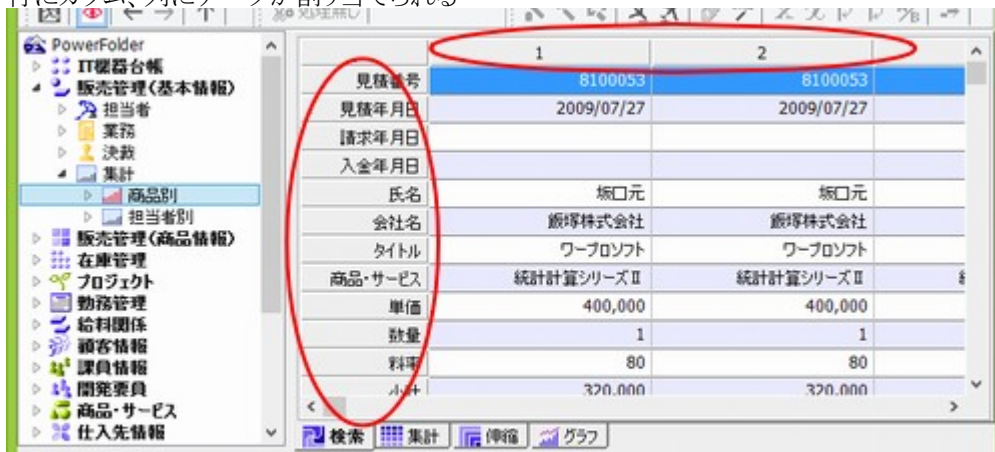 行にカラム、列にデータが割り当てられる
処理無し
PowerFolder
IT機器台帳
販売管理(基本情報)
担当者
業務
決裁
集計
商品別
担当者別
販売管理(商品情報)
在庫管理
プロジェクト
勤務管理
給料関係
顧客情報
課員情報
開発要員
商品・サービス
仕入先情報
1 2
見積番号 8100053 8100053
見積年月日 2009/07/27 2009/07/27
請求年月日
入金年月日
氏名 坂口元 坂口元
会社名 飯塚株式会社 飯塚株式会社
タイトル ワープロソフト ワープロソフト
商品・サービス 統計計算シリーズⅡ 統計計算シリーズⅡ
単価 400,000 400,000
数量 1 1
料率 80 80
小計 320,000 320,000
検索 集計 伸縮 グラフ